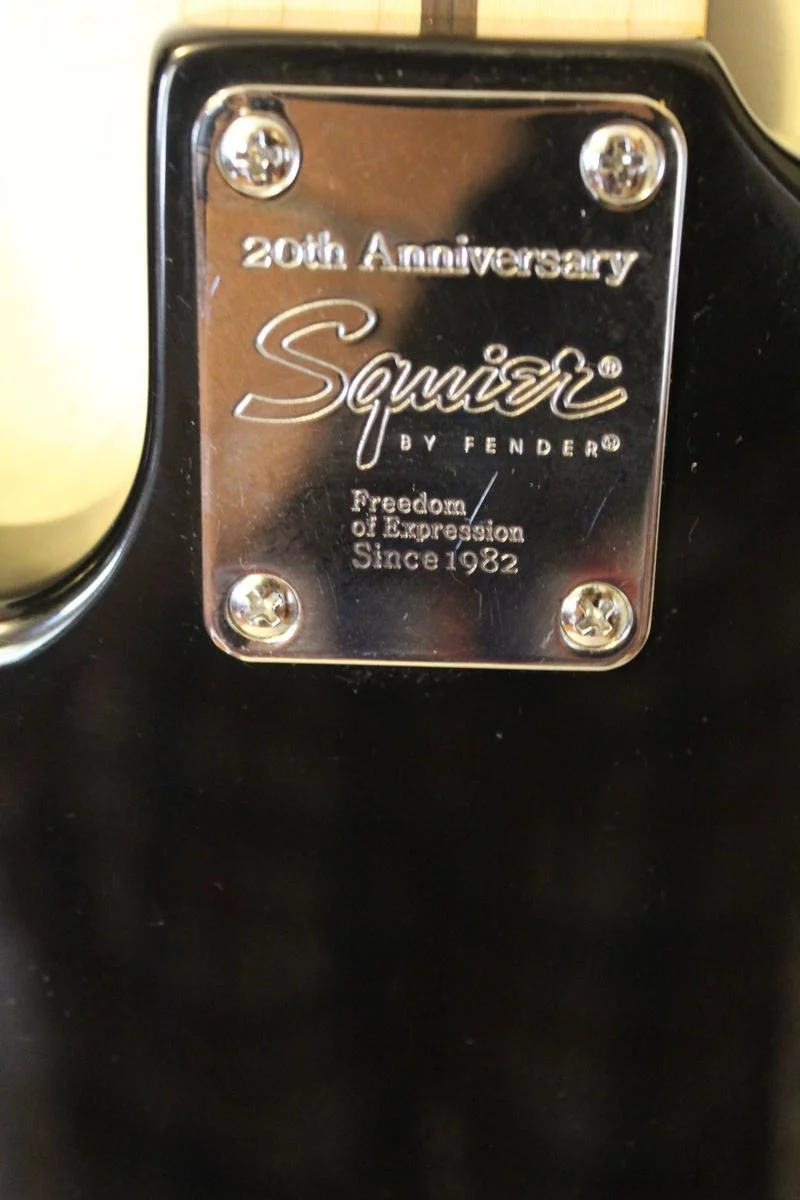 20th Anniversary
Squier®
BY FENDER®
Freedom
of Expression
Since 1982